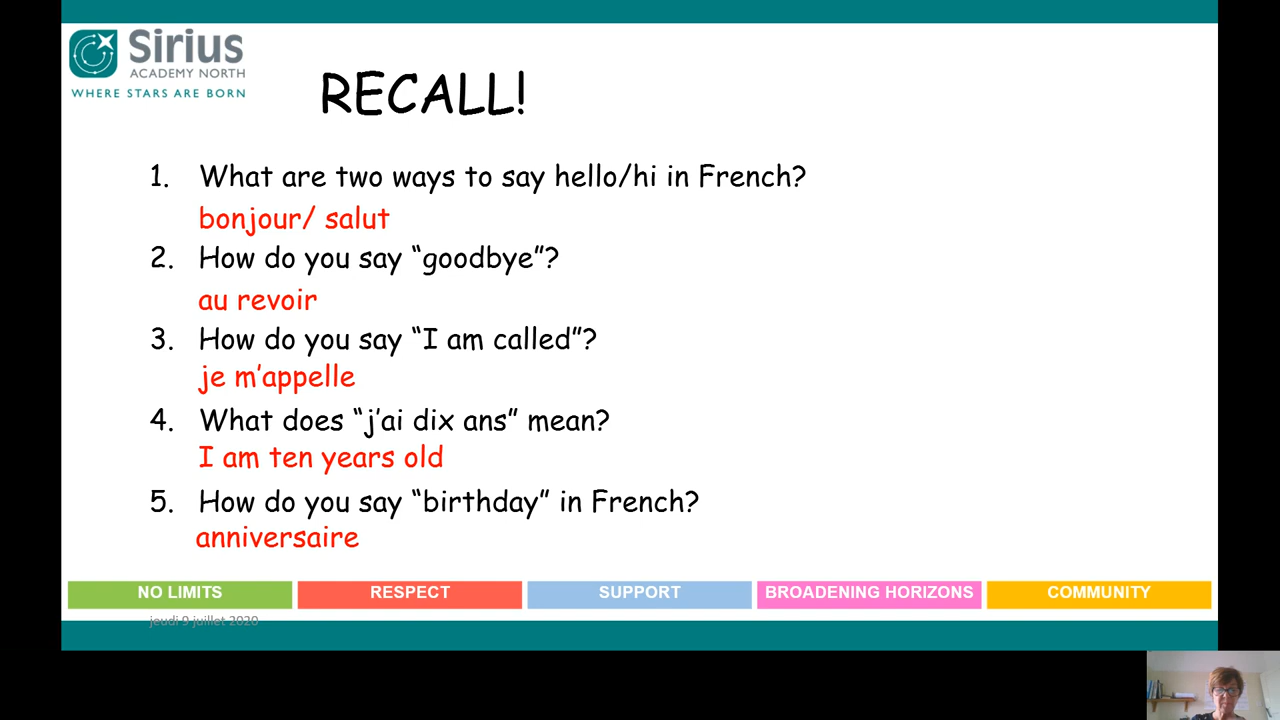 Sirius
ACADEMY NORTH
WHERE STARS ARE BORN
RECALL!
1. What are two ways to say hello/hi in French?
bonjour/ salut
2. How do you say “goodbye”?
au revoir
3. How do you say “I am called”?
je m’appelle
4. What does “j’ai dix ans” mean?
I am ten years old
5. How do you say “birthday” in French?
anniversaire
NO LIMITS RESPECT SUPPORT BROADENING HORIZONS COMMUNITY
jeudi 9 juillet 2020